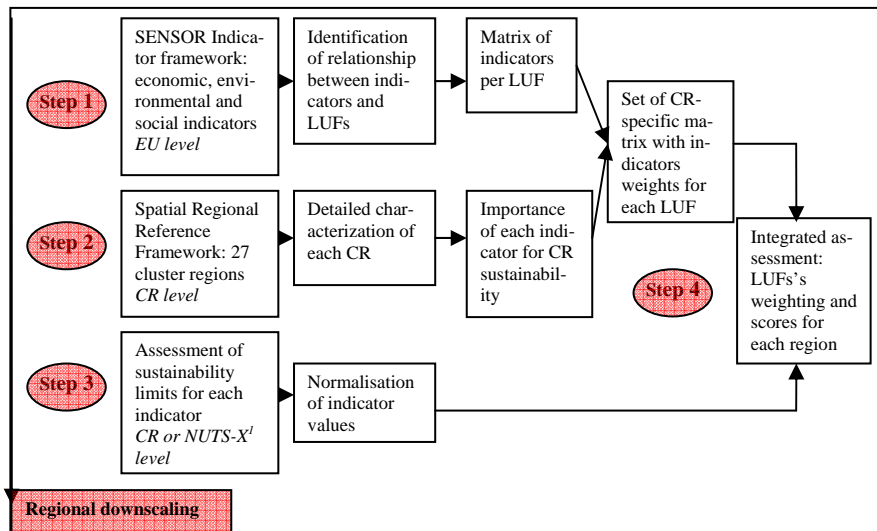 Step 1
SENSOR Indica-
tor framework:
economic, envi-
ronmental and
social indicators
EU level
Identification
of relationship
between indi-
cators and
LUFs
Matrix of
indicators
per LUF
Set of CR-
specific ma-
trix with in-
dicators
weights for
each LUF
Step 2
Spatial Regional
Reference
Framework: 27
cluster regions
CR level
Detailed char-
acterization of
each CR
Importance of
each indicator
for CR
sustainabil-
ity
Step 4
Integrated as-
sessment:
LUFs's
weighting and
scores for
each region
Step 3
Assessment of
sustainability
limits for each
indicator
CR or NUTS-X¹
level
Normalisation
of indicator
values
Regional downscaling